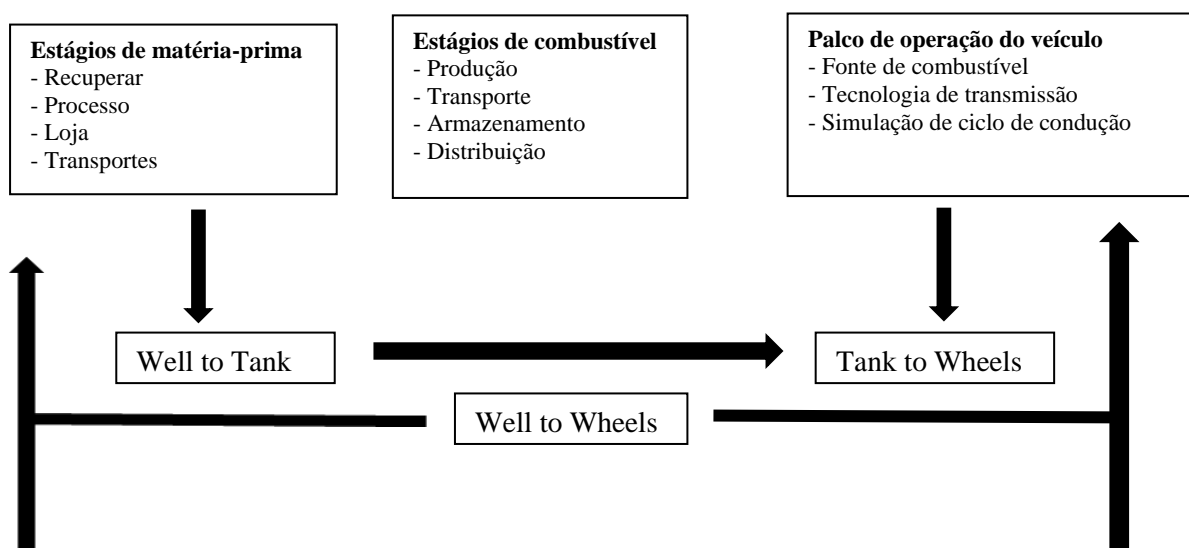 Estágios de matéria-prima
- Recuperar
- Processo
- Loja
- Transportes
Estágios de combustível
- Produção
- Transporte
- Armazenamento
- Distribuição
Palco de operação do veículo
- Fonte de combustível
- Tecnologia de transmissão
- Simulação de ciclo de condução
Well to Tank
Tank to Wheels
Well to Wheels